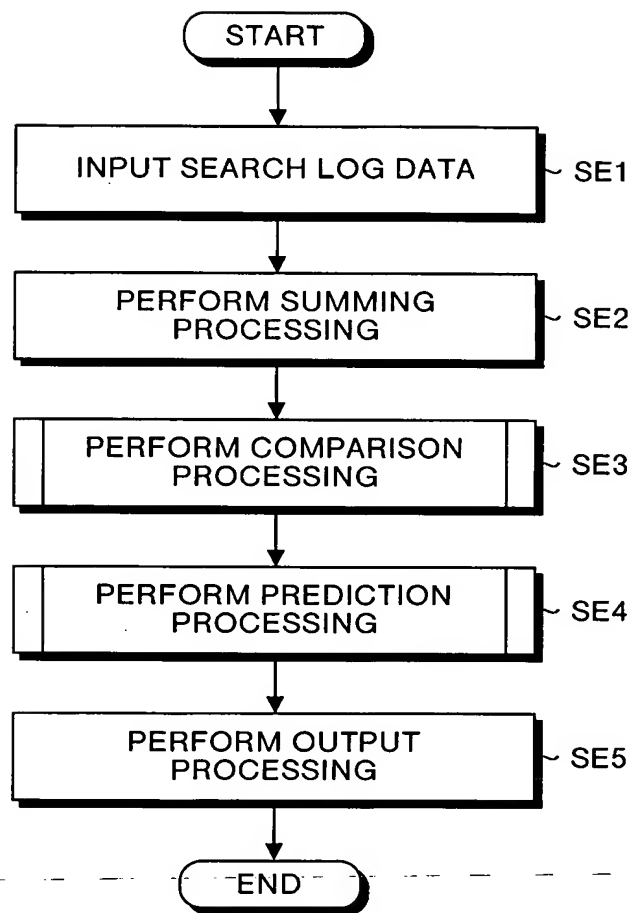 START
INPUT SEARCH LOG DATA
SE1
PERFORM SUMMING
PROCESSING
SE2
PERFORM COMPARISON
PROCESSING
SE3
PERFORM PREDICTION
PROCESSING
SE4
PERFORM OUTPUT
PROCESSING
SE5
END